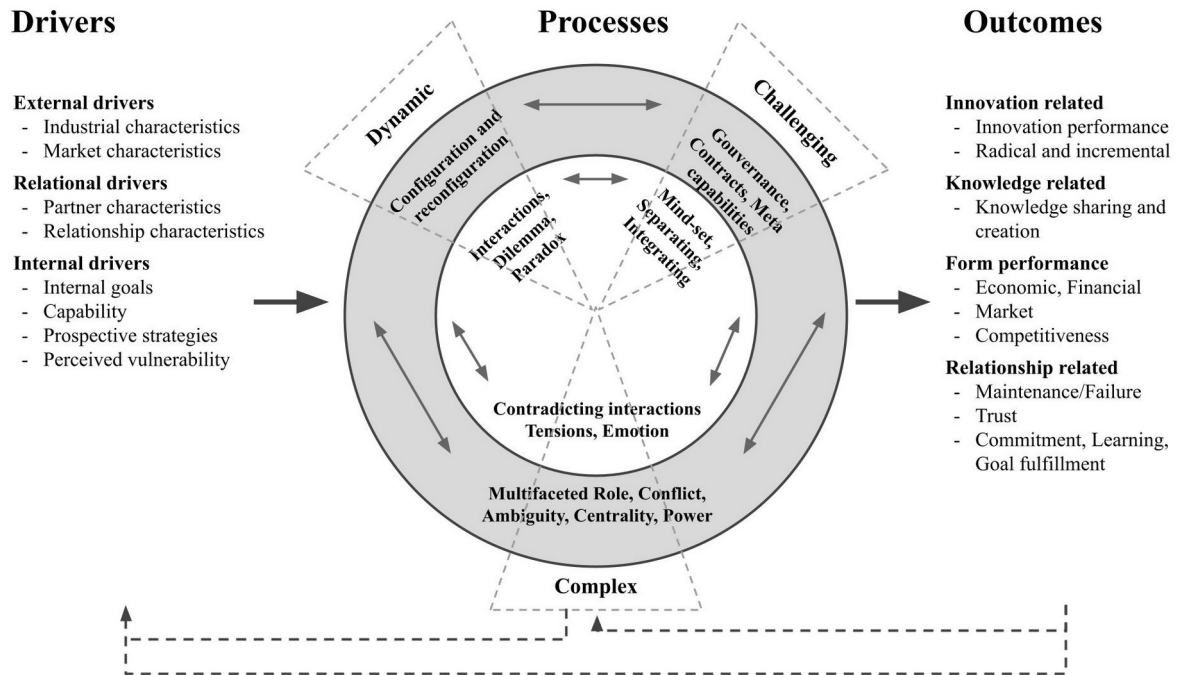 Drivers
Processes
Outcomes
External drivers
- Industrial characteristics
- Market characteristics
Relational drivers
- Partner characteristics
- Relationship characteristics
Internal drivers
- Internal goals
- Capability
- Prospective strategies
- Perceived vulnerability
Dynamic
Configuration and
reconfiguration
Interactions,
Dilemma,
Paradox
Challenging
Gouvernance,
Contracts, Meta
capabilities
Mind-set,
Separating,
Integrating
Contradicting interactions
Tensions, Emotion
Multifaceted Role, Conflict,
Ambiguity, Centrality, Power
Complex
Innovation related
- Innovation performance
- Radical and incremental
Knowledge related
- Knowledge sharing and
creation
Form performance
- Economic, Financial
- Market
- Competitiveness
Relationship related
- Maintenance/Failure
- Trust
- Commitment, Learning,
Goal fulfillment